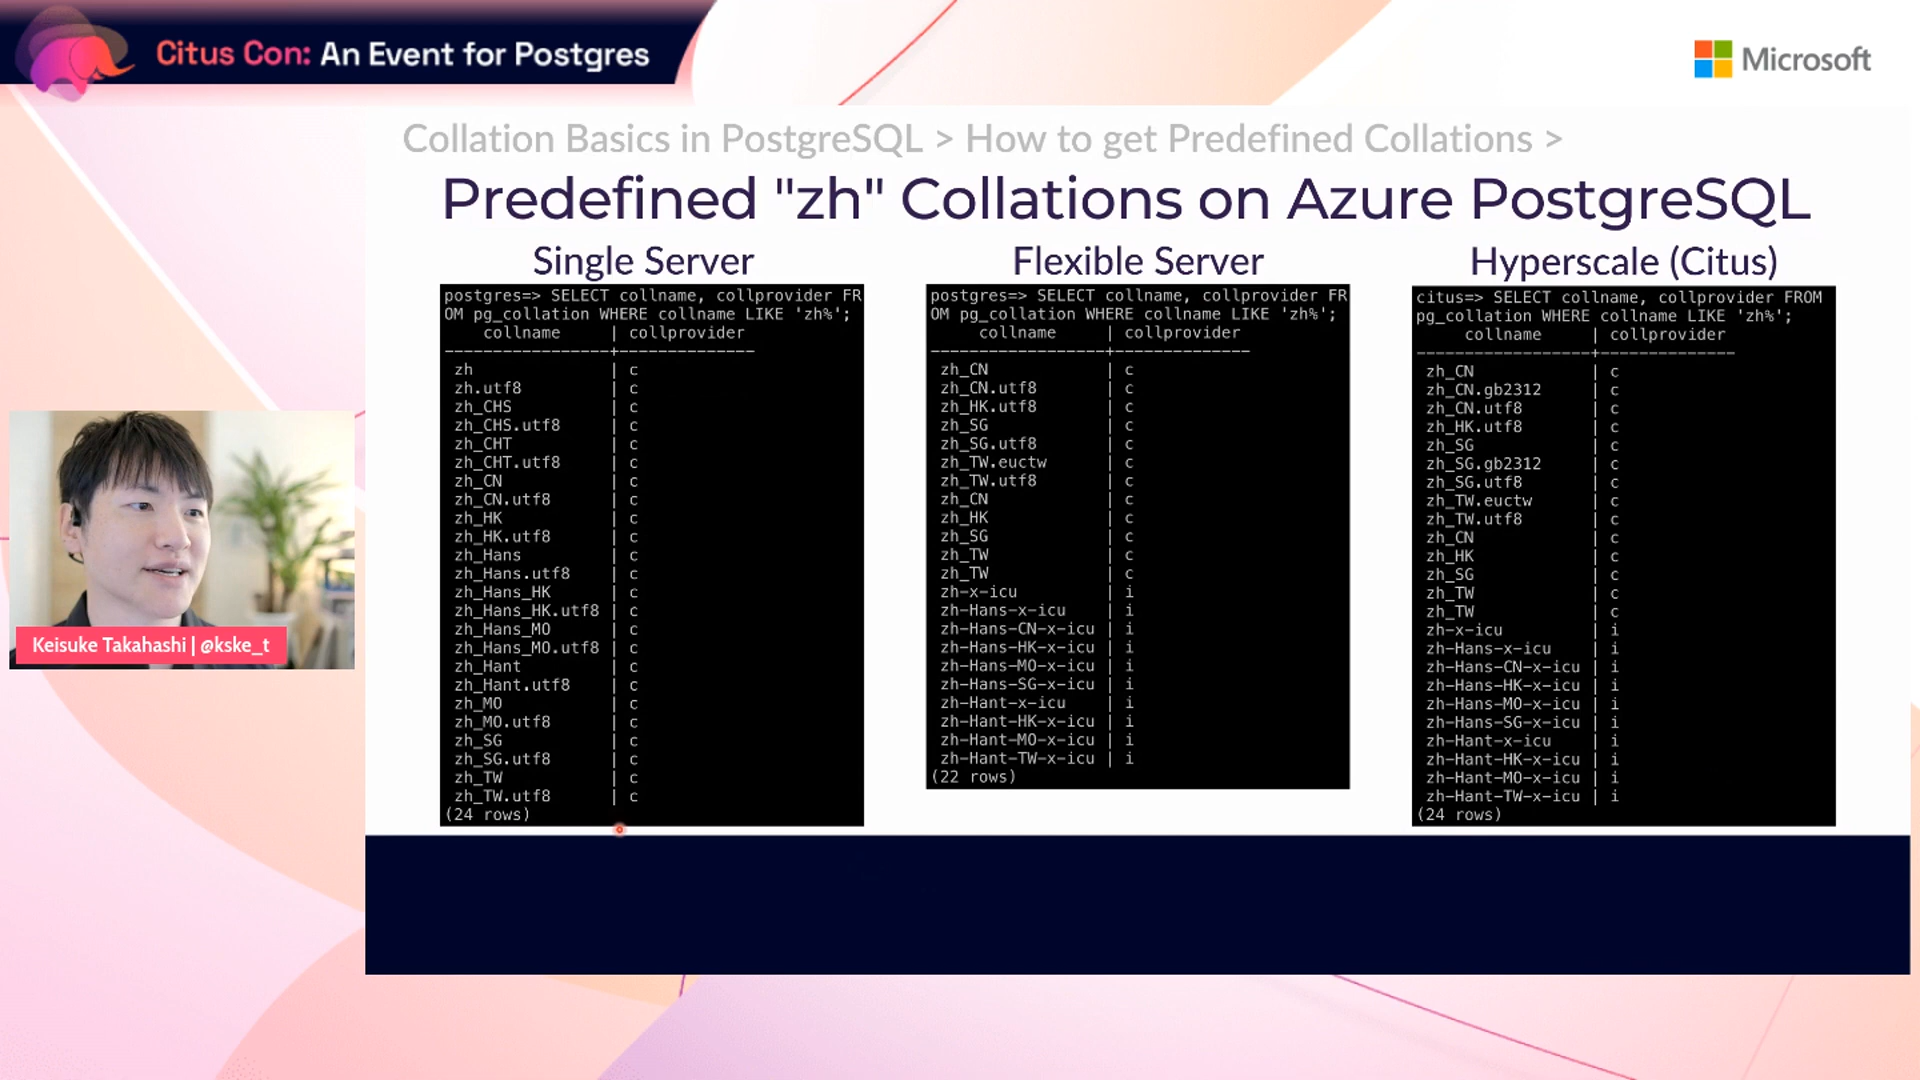 Citus Con: An Event for Postgres
Microsoft
Collation Basics in PostgreSQL > How to get Predefined Collations >
Predefined "zh" Collations on Azure PostgreSQL
Single Server
postgres=> SELECT collname, collprovider FR
OM pg_collation WHERE collname LIKE 'zh%';
collname | collprovider
------------------+--------------
zh | c
zh.utf8 | c
zh_CHS | c
zh_CHS.utf8 | c
zh_CHT | c
zh_CHT.utf8 | c
zh_CN | c
zh_CN.utf8 | c
zh_HK | c
zh_HK.utf8 | c
zh_Hans | c
zh_Hans.utf8 | c
zh_Hans_HK | c
zh_Hans_HK.utf8 | c
zh_Hans_MO | c
zh_Hans_MO.utf8 | c
zh_Hant | c
zh_Hant.utf8 | c
zh_MO | c
zh_MO.utf8 | c
zh_SG | c
zh_SG.utf8 | c
zh_TW | c
zh_TW.utf8 | c
(24 rows)
Flexible Server
postgres=> SELECT collname, collprovider FR
OM pg_collation WHERE collname LIKE 'zh%';
collname | collprovider
------------------+--------------
zh_CN | c
zh_CN.utf8 | c
zh_HK.utf8 | c
zh_SG | c
zh_SG.utf8 | c
zh_TW.euctw | c
zh_TW.utf8 | c
zh_CN | c
zh_HK | c
zh_SG | c
zh_TW | c
zh_TW | c
zh-x-icu | i
zh-Hans-x-icu | i
zh-Hans-CN-x-icu | i
zh-Hans-HK-x-icu | i
zh-Hans-MO-x-icu | i
zh-Hans-SG-x-icu | i
zh-Hant-x-icu | i
zh-Hant-HK-x-icu | i
zh-Hant-MO-x-icu | i
zh-Hant-TW-x-icu | i
(22 rows)
Hyperscale (Citus)
citus=> SELECT collname, collprovider FROM
pg_collation WHERE collname LIKE 'zh%';
collname | collprovider
------------------+--------------
zh_CN | c
zh_CN.gb2312 | c
zh_CN.utf8 | c
zh_HK.utf8 | c
zh_SG | c
zh_SG.gb2312 | c
zh_SG.utf8 | c
zh_TW.euctw | c
zh_TW.utf8 | c
zh_CN | c
zh_HK | c
zh_SG | c
zh_TW | c
zh_TW | c
zh-x-icu | i
zh-Hans-x-icu | i
zh-Hans-CN-x-icu | i
zh-Hans-HK-x-icu | i
zh-Hans-MO-x-icu | i
zh-Hans-SG-x-icu | i
zh-Hant-x-icu | i
zh-Hant-HK-x-icu | i
zh-Hant-MO-x-icu | i
zh-Hant-TW-x-icu | i
(24 rows)
Keisuke Takahashi | @kske_t